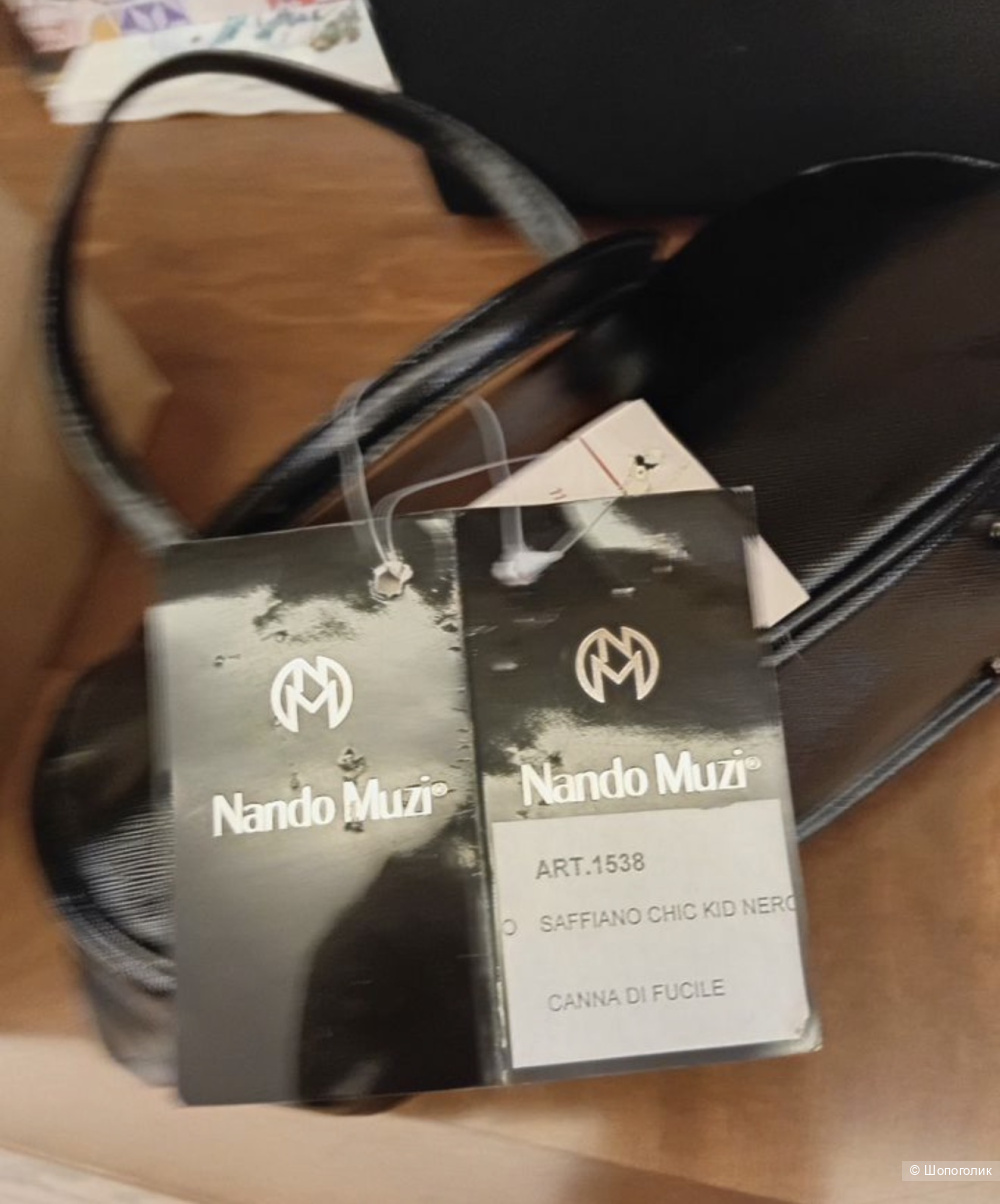 Nando Muzi®
Nando Muzi®
ART.1538
O SAFFIANO CHIC KID NERO
CANNA DI FUCILE
© Шопоголик